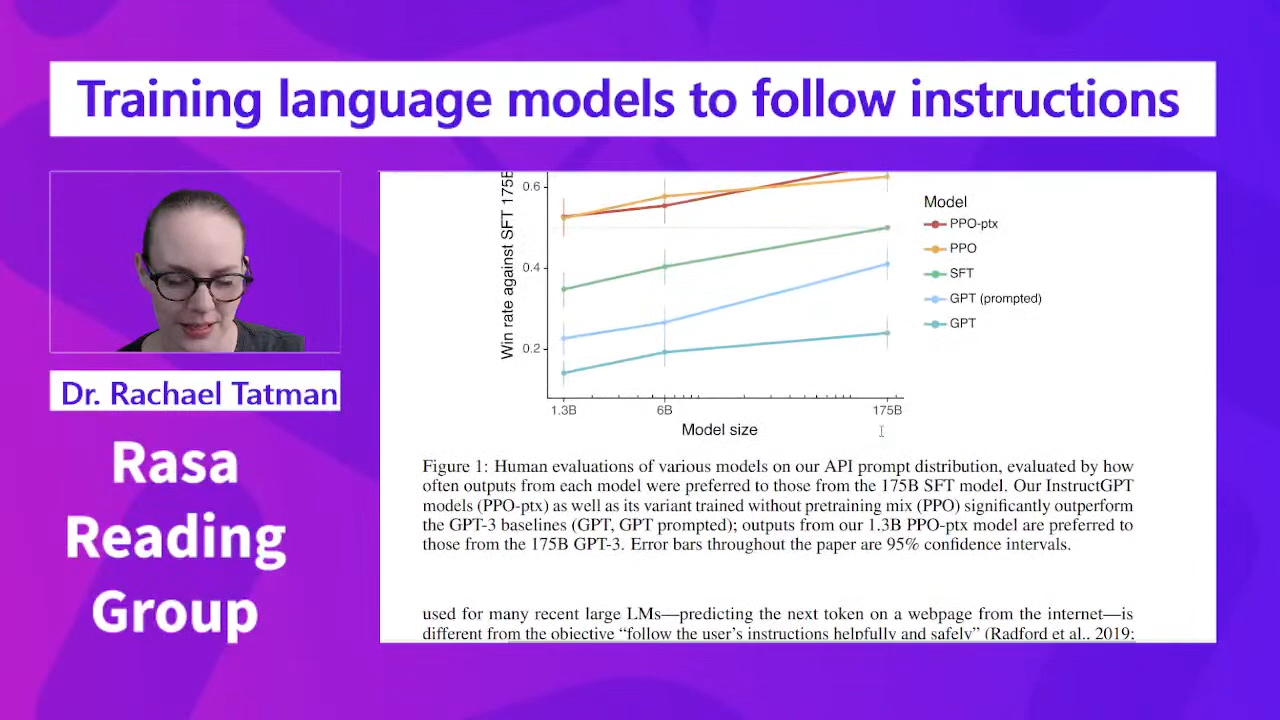 Training language models to follow instructions
Dr. Rachael Tatman
Rasa
Reading
Group
0.6
0.4
0.2
Win rate against SFT 175B
1.3B
6B
175B
Model size
Model
PPO-ptx
PPO
SFT
GPT (prompted)
GPT
Figure 1: Human evaluations of various models on our API prompt distribution, evaluated by how
often outputs from each model were preferred to those from the 175B SFT model. Our InstructGPT
models (PPO-ptx) as well as its variant trained without pretraining mix (PPO) significantly outperform
the GPT-3 baselines (GPT, GPT prompted); outputs from our 1.3B PPO-ptx model are preferred to
those from the 175B GPT-3. Error bars throughout the paper are 95% confidence intervals.
used for many recent large LMs—predicting the next token on a webpage from the internet—is
different from the objective “follow the user’s instructions helpfully and safely” (Radford et al., 2019;